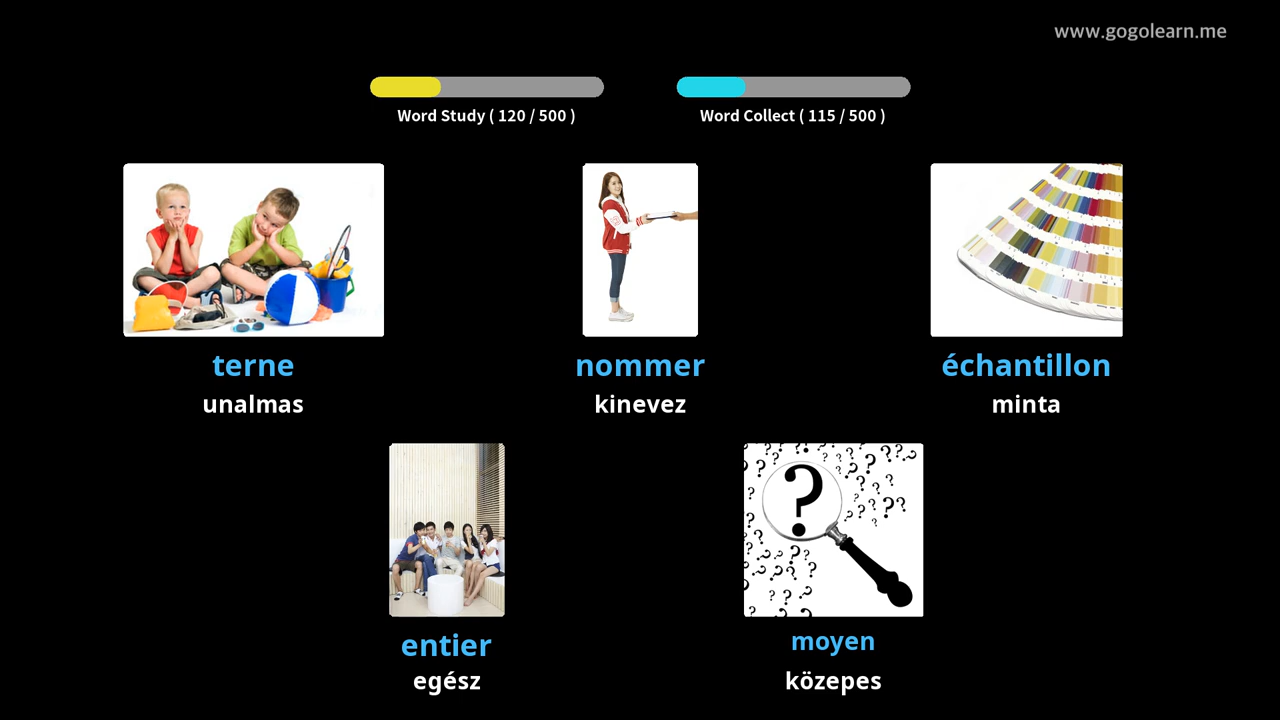 www.gogolearn.me
Word Study ( 120 / 500 )
Word Collect ( 115 / 500 )
terne
unalmas
nommer
kinevez
échantillon
minta
entier
egész
moyen
közepes